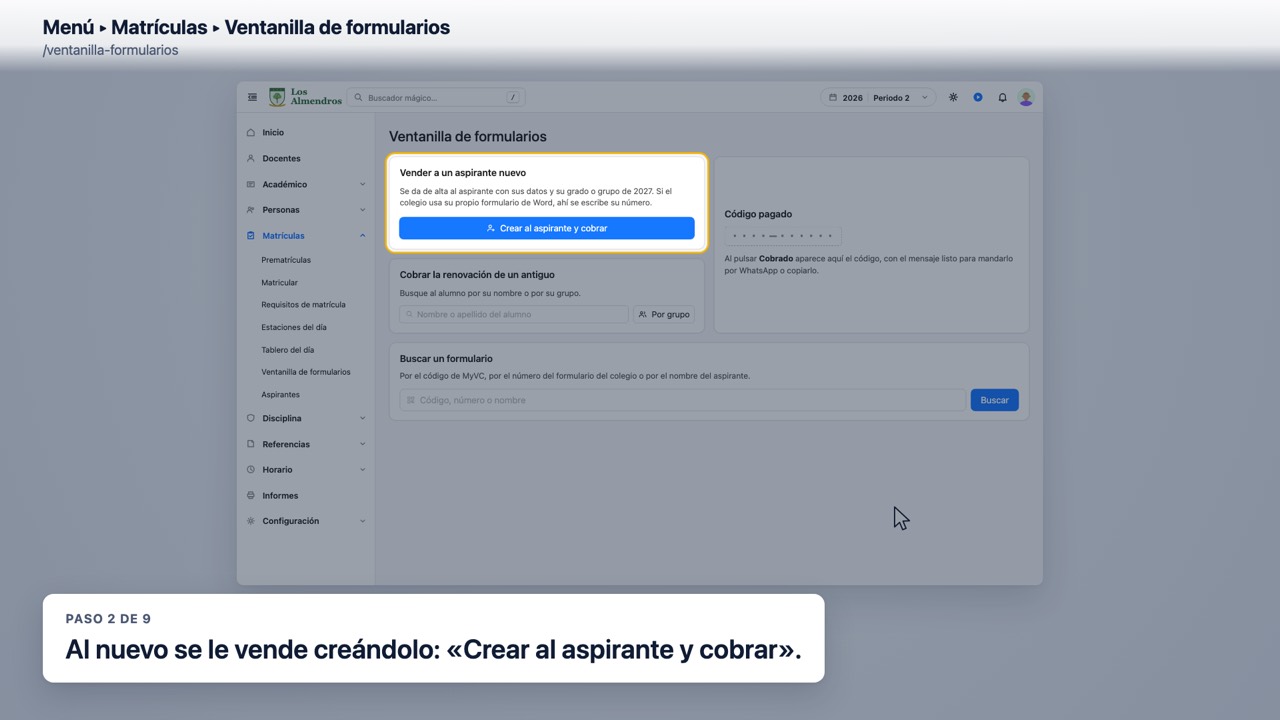 Menú ▸ Matrículas ▸ Ventanilla de formularios
/ventanilla-formularios
Los Almendros
Buscador mágico...
/
2026
Periodo 2
Inicio
Docentes
Académico
Personas
Matrículas
Prematrículas
Matricular
Requisitos de matrícula
Estaciones del día
Tablero del día
Ventanilla de formularios
Aspirantes
Disciplina
Referencias
Horario
Informes
Configuración
Ventanilla de formularios
Vender a un aspirante nuevo
Se da de alta al aspirante con sus datos y su grado o grupo de 2027. Si el
colegio usa su propio formulario de Word, ahí se escribe su número.
Crear al aspirante y cobrar
Cobrar la renovación de un antiguo
Busque al alumno por su nombre o por su grupo.
Nombre o apellido del alumno
Por grupo
Código pagado
• • • • — • • • • • • •
Al pulsar Cobrado aparece aquí el código, con el mensaje listo para mandarlo
por WhatsApp o copiarlo.
Buscar un formulario
Por el código de MyVC, por el número del formulario del colegio o por el nombre del aspirante.
Código, número o nombre
Buscar
PASO 2 DE 9
Al nuevo se le vende creándolo: «Crear al aspirante y cobrar».